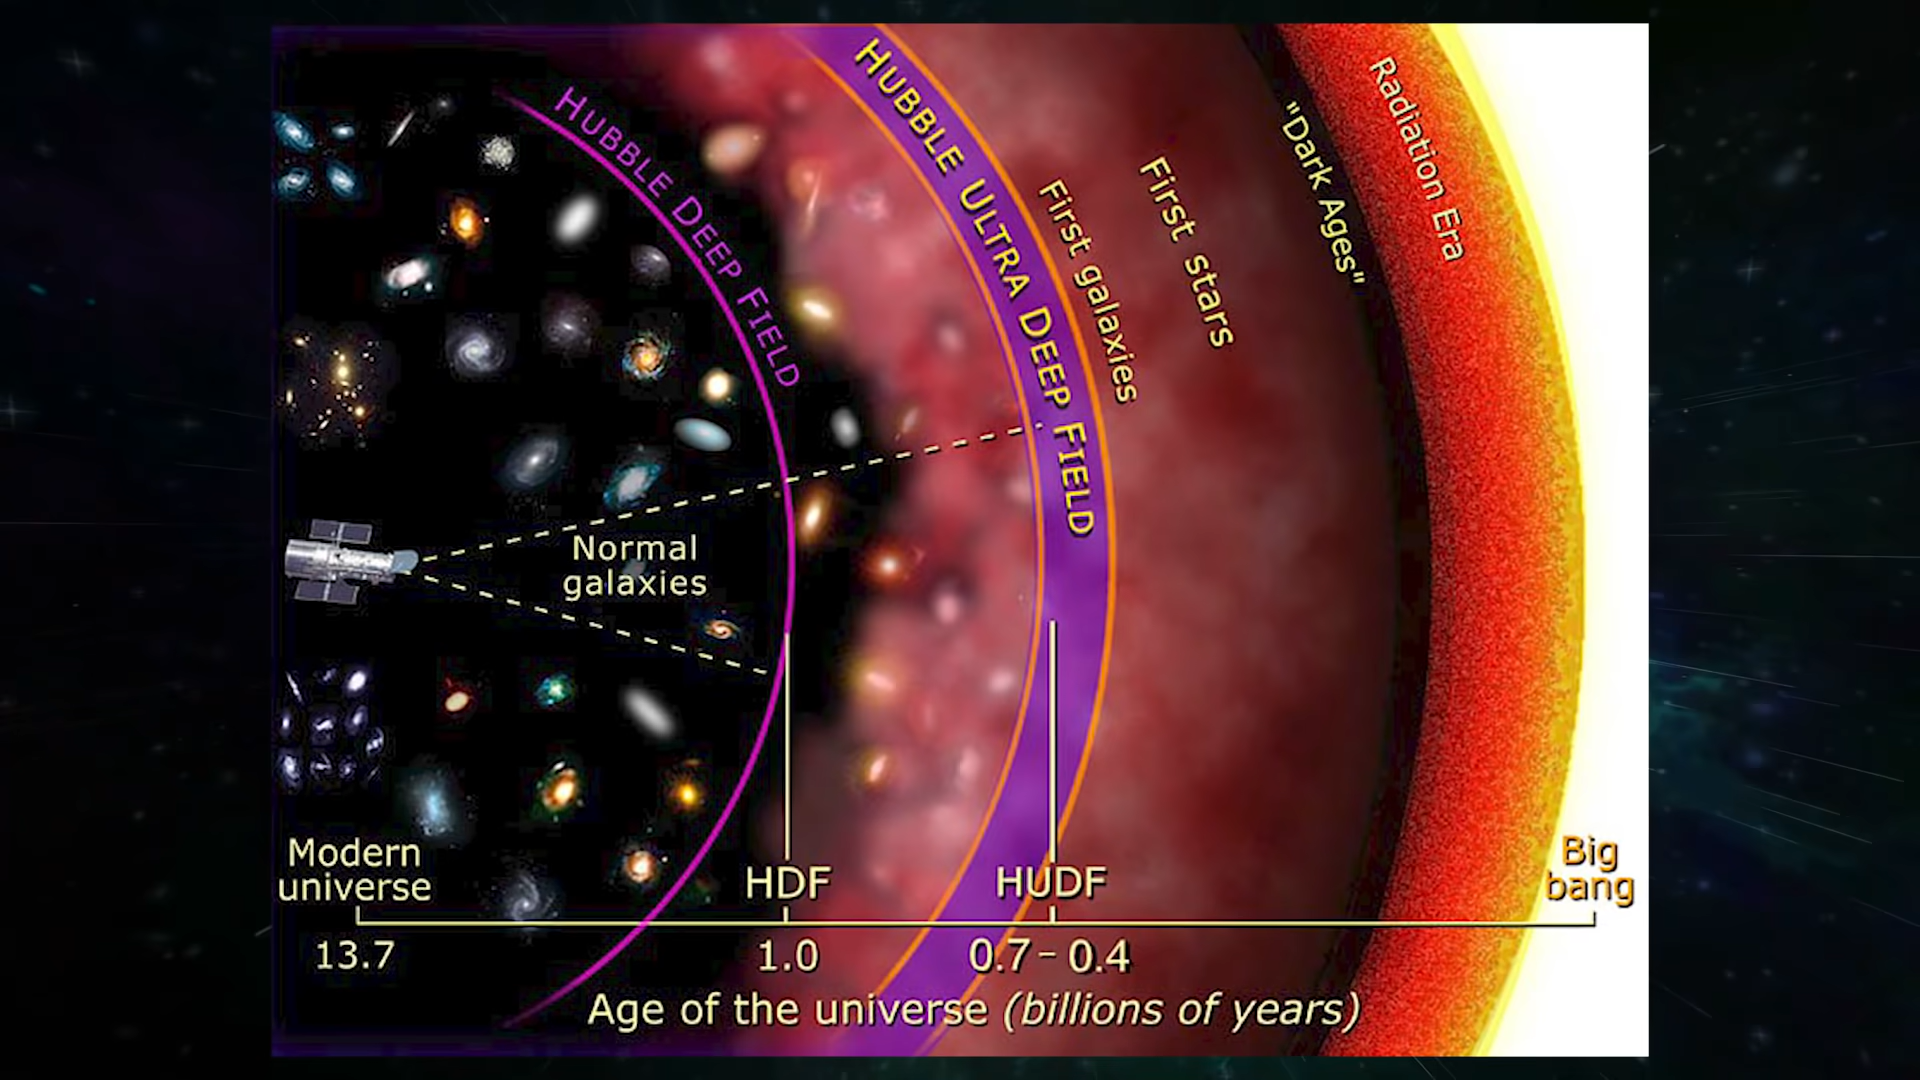 HUBBLE DEEP FIELD
HUBBLE ULTRA DEEP FIELD
First galaxies
First stars
"Dark Ages"
Radiation Era
Normal
galaxies
Modern
universe
HDF
HUDF
Big
bang
13.7
1.0
0.7 - 0.4
Age of the universe (billions of years)